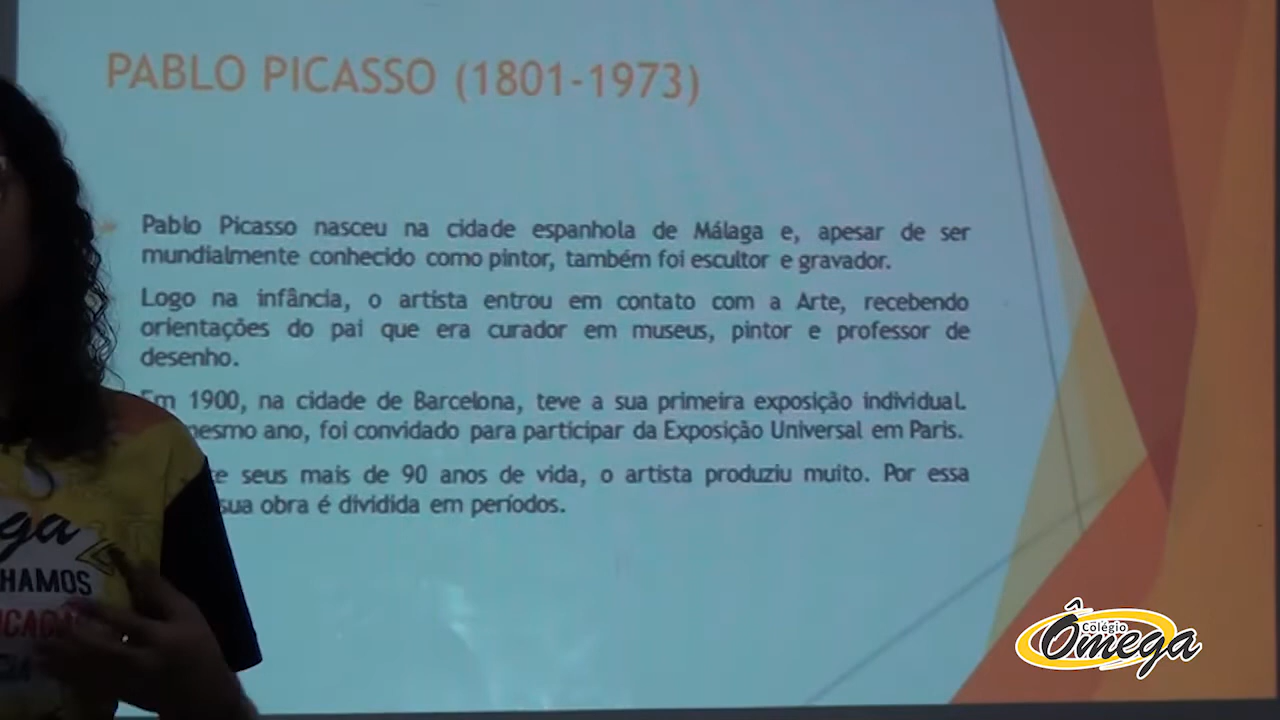 PABLO PICASSO (1801-1973)
Pablo Picasso nasceu na cidade espanhola de Málaga e, apesar de ser
mundialmente conhecido como pintor, também foi escultor e gravador.
Logo na infância, o artista entrou em contato com a Arte, recebendo
orientações do pai que era curador em museus, pintor e professor de
desenho.
Em 1900, na cidade de Barcelona, teve a sua primeira exposição individual.
mesmo ano, foi convidado para participar da Exposição Universal em Paris.
seus mais de 90 anos de vida, o artista produziu muito. Por essa
sua obra é dividida em períodos.
Colégio
Ômega